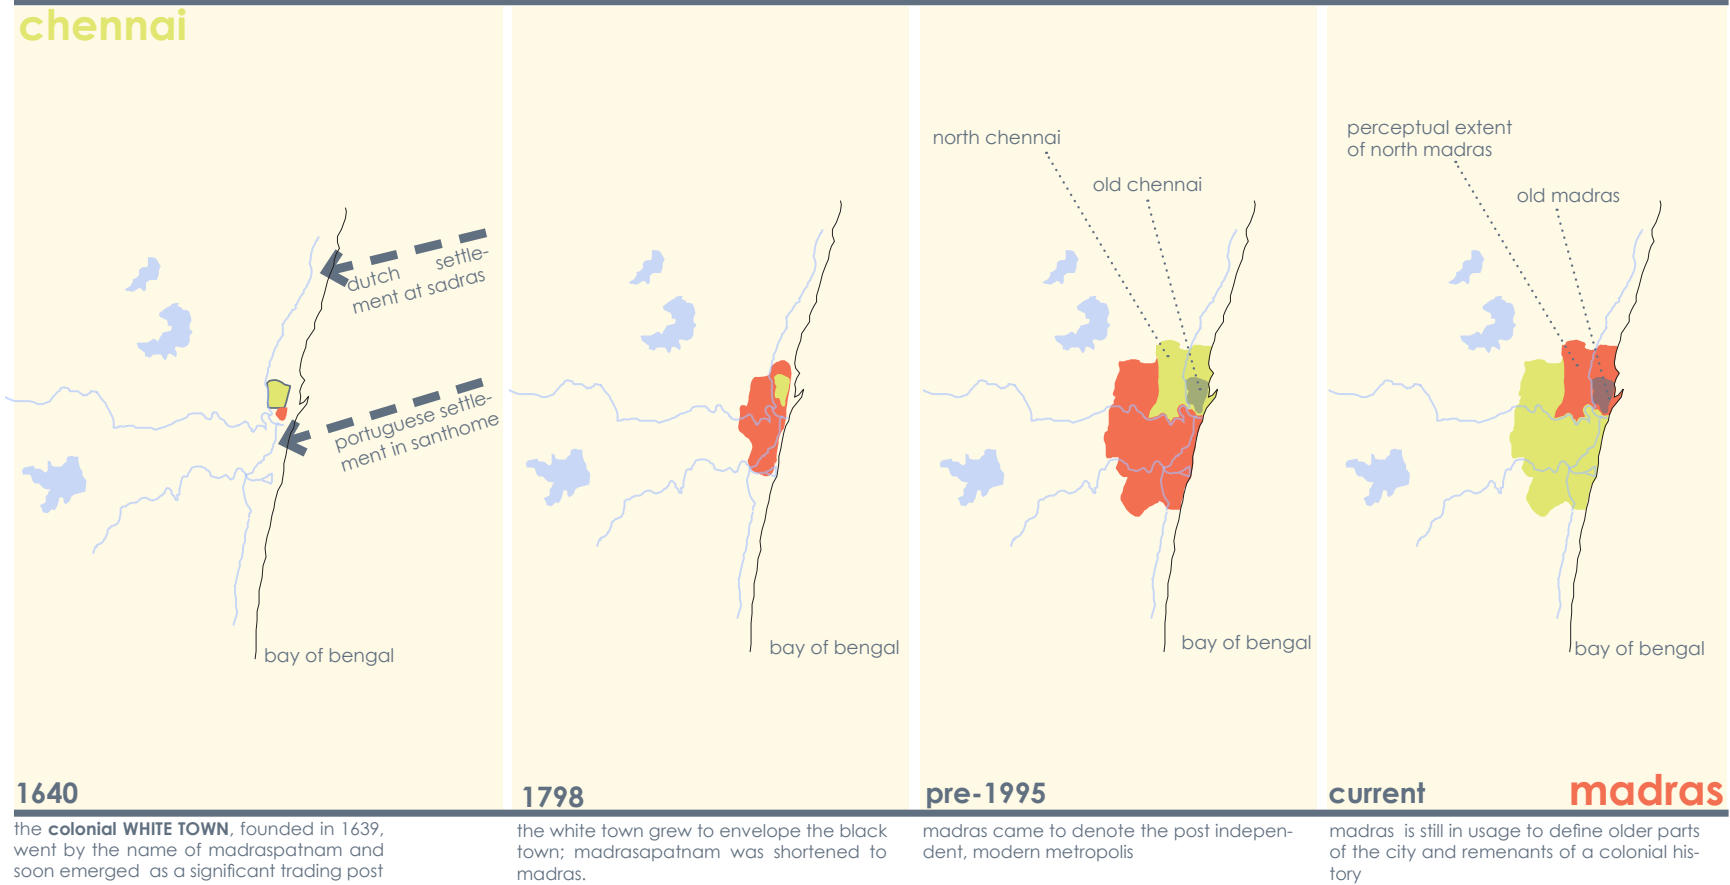 chennai
dutch settle-
ment at sadras
portuguese settle-
ment in santhome
bay of bengal
1640
the colonial WHITE TOWN, founded in 1639,
went by the name of madraspatnam and
soon emerged as a significant trading post
bay of bengal
1798
the white town grew to envelope the black
town; madrasapatnam was shortened to
madras.
north chennai
old chennai
bay of bengal
pre-1995
madras came to denote the post indepen-
dent, modern metropolis
perceptual extent
of north madras
old madras
bay of bengal
current
madras
madras is still in usage to define older parts
of the city and remenants of a colonial his-
tory